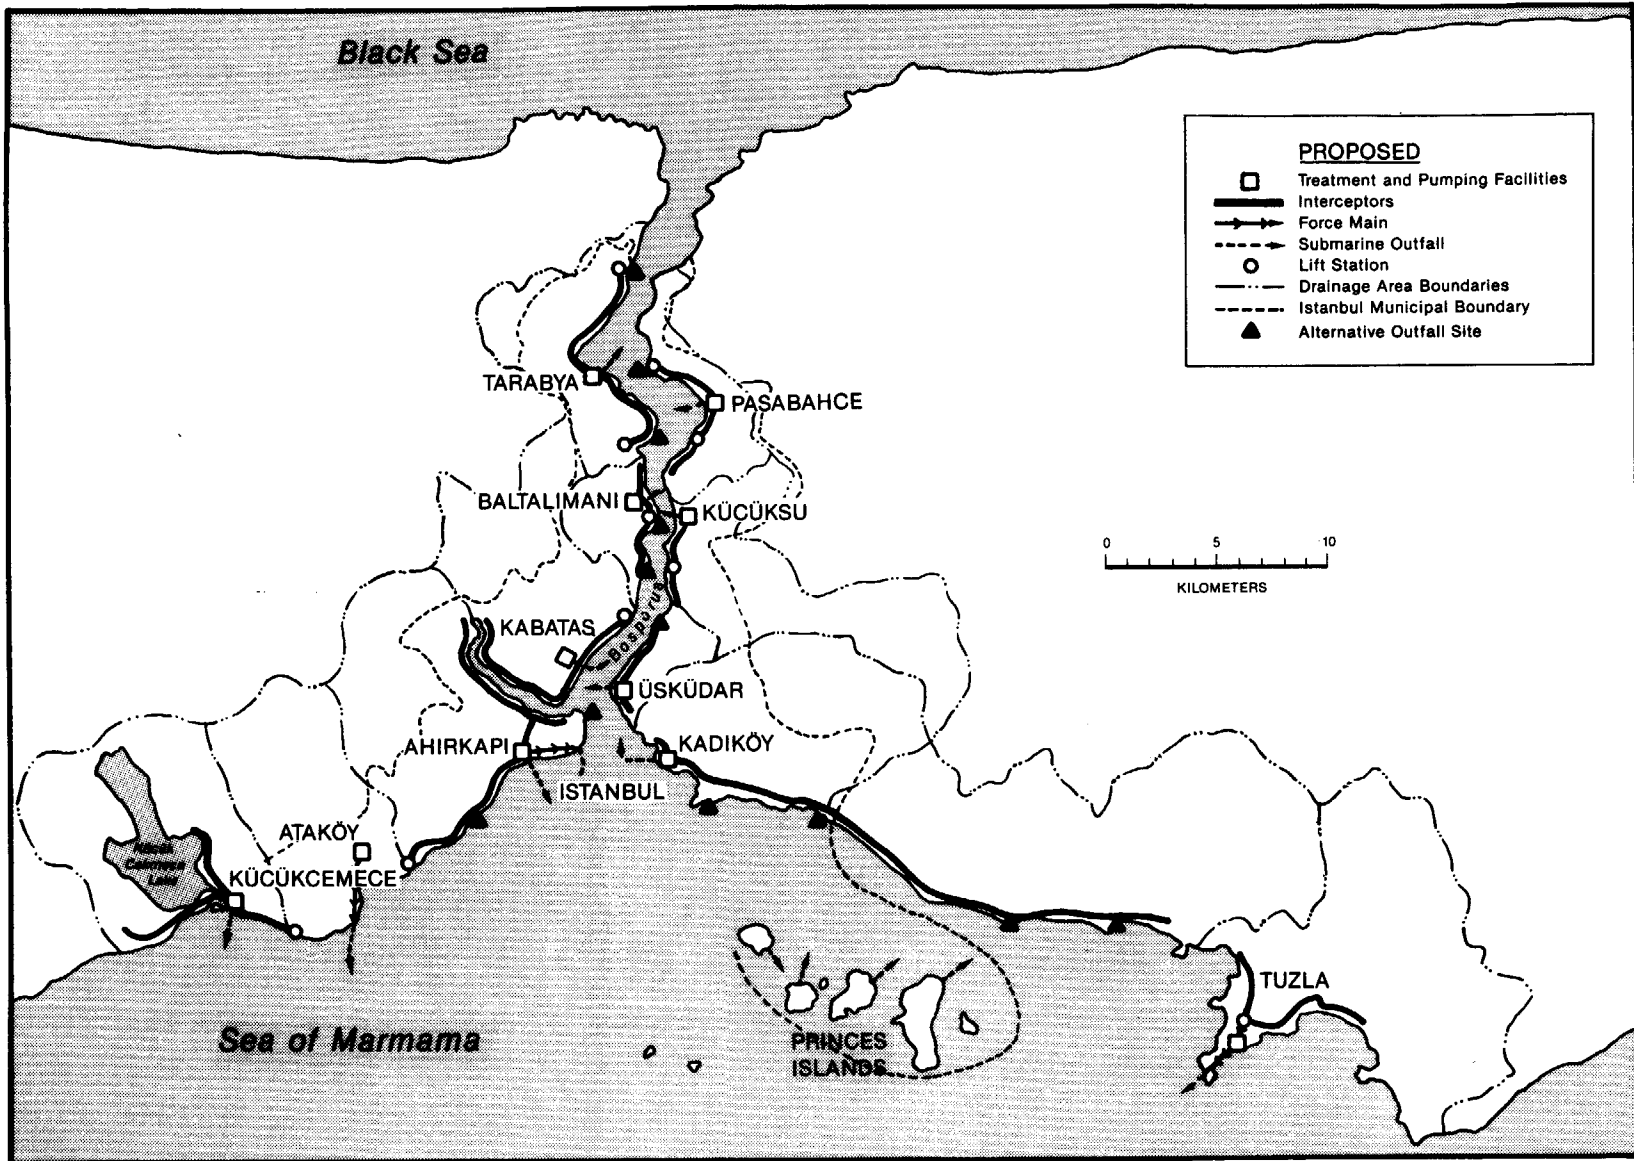 Black Sea
PROPOSED
Treatment and Pumping Facilities
Interceptors
Force Main
Submarine Outfall
Lift Station
Drainage Area Boundaries
Istanbul Municipal Boundary
Alternative Outfall Site
TARABYA
PASABAHCE
BALTALIMANI
KÜCÜKSU
0 5 10
KILOMETERS
Bosporus
KABATAS
ÜSKÜDAR
AHIRKAPI
KADIKÖY
ISTANBUL
ATAKÖY
Lake
KÜCÜKCEMECE
TUZLA
Sea of Marmama
PRINCES
ISLANDS